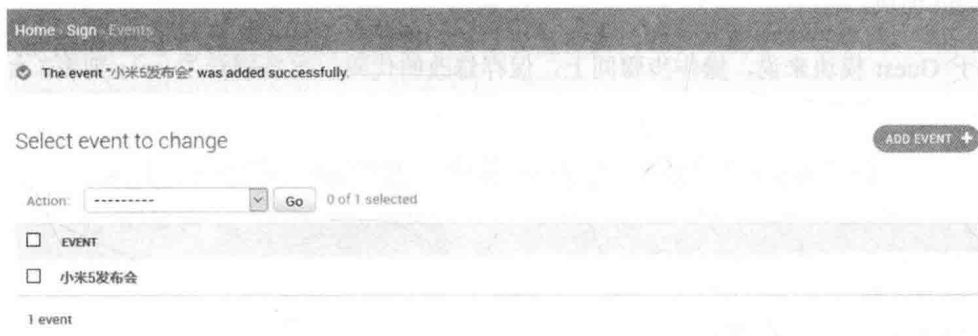 Home › Sign › Events
The event "小米5发布会" was added successfully.
Select event to change
ADD EVENT +
Action: --------- Go 0 of 1 selected
EVENT
小米5发布会
1 event